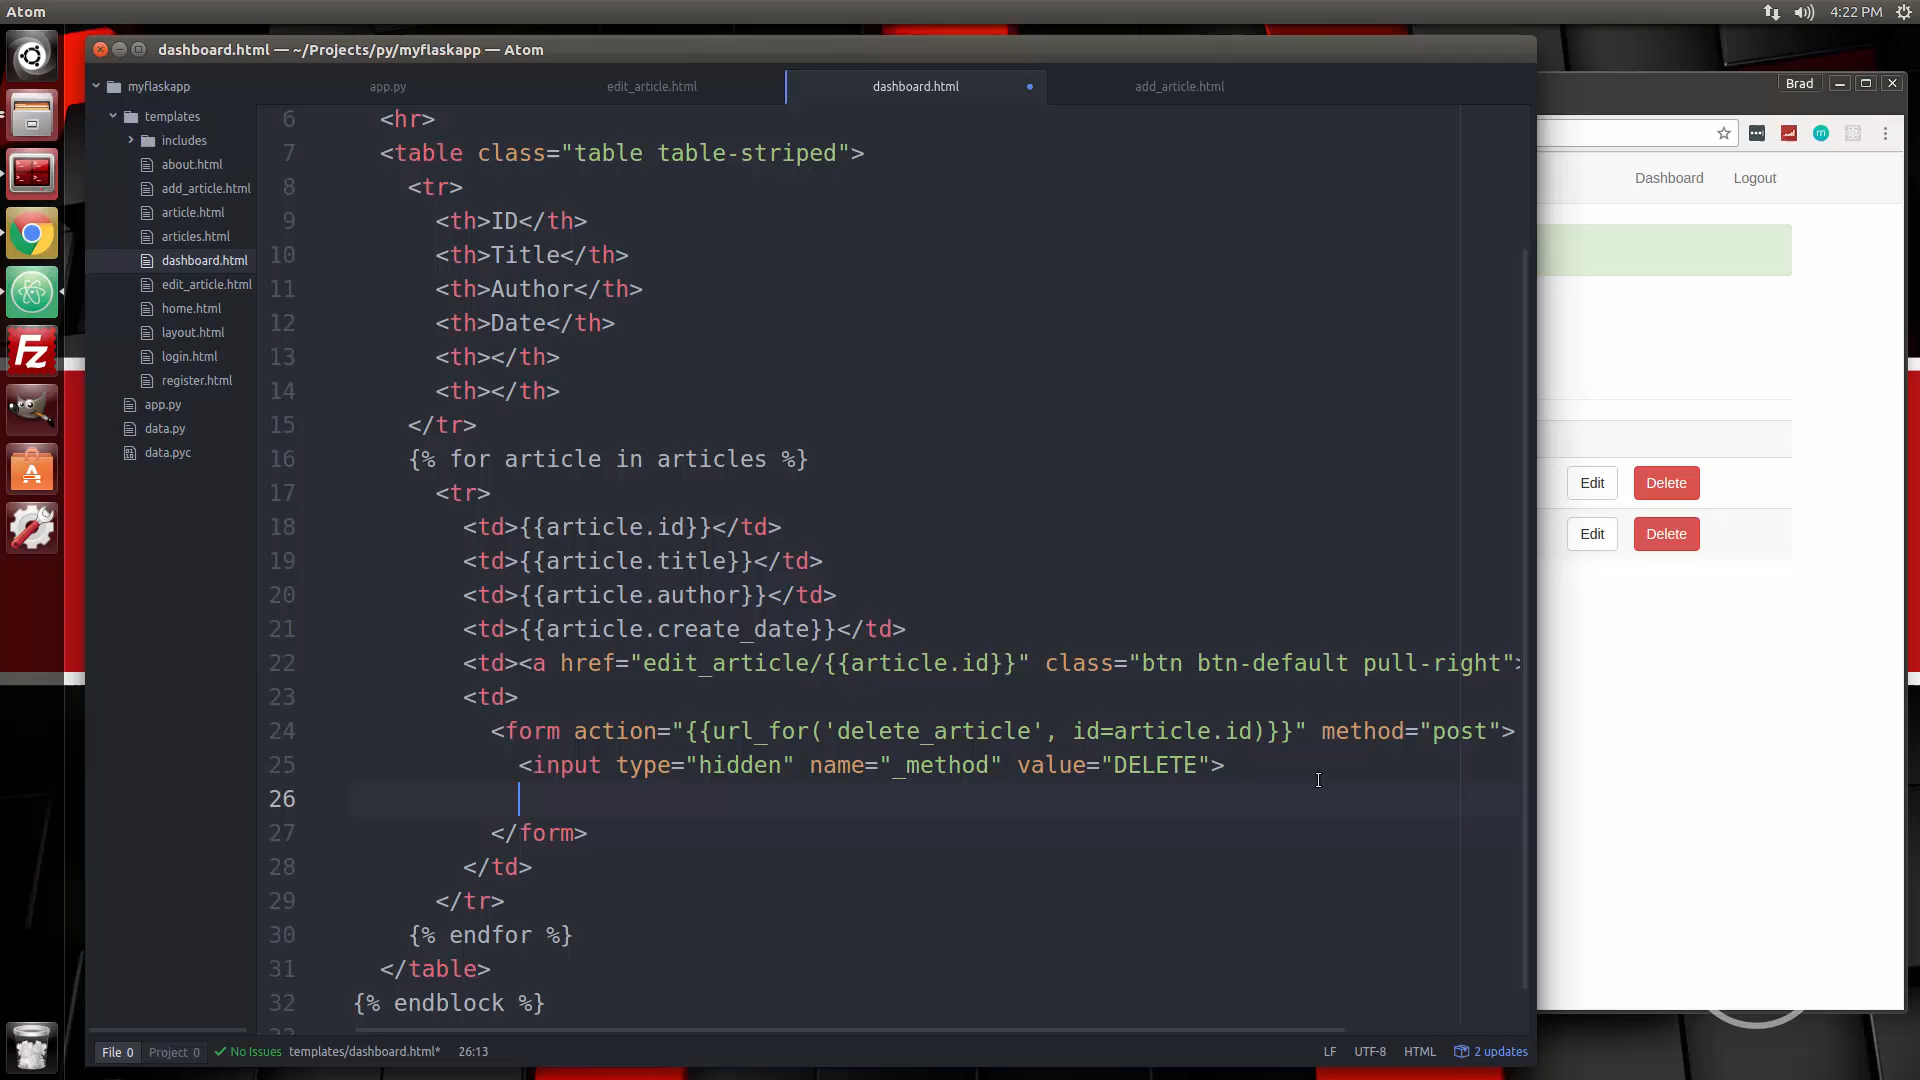 Atom
4:22 PM
dashboard.html — ~/Projects/py/myflaskapp — Atom
Brad
myflaskapp
app.py
edit_article.html
dashboard.html
add_article.html
templates
includes
about.html
add_article.html
article.html
articles.html
dashboard.html
edit_article.html
home.html
layout.html
login.html
register.html
app.py
data.py
data.pyc
6 <hr>
7 <table class="table table-striped">
8 <tr>
9 <th>ID</th>
10 <th>Title</th>
11 <th>Author</th>
12 <th>Date</th>
13 <th></th>
14 <th></th>
15 </tr>
16 {% for article in articles %}
17 <tr>
18 <td>{{article.id}}</td>
19 <td>{{article.title}}</td>
20 <td>{{article.author}}</td>
21 <td>{{article.create_date}}</td>
22 <td><a href="edit_article/{{article.id}}" class="btn btn-default pull-right">
23 <td>
24 <form action="{{url_for('delete_article', id=article.id)}}" method="post">
25 <input type="hidden" name="_method" value="DELETE">
26
27 </form>
28 </td>
29 </tr>
30 {% endfor %}
31 </table>
32 {% endblock %}
Dashboard Logout
Edit Delete
Edit Delete
File 0 Project 0 No Issues templates/dashboard.html* 26:13
LF UTF-8 HTML 2 updates